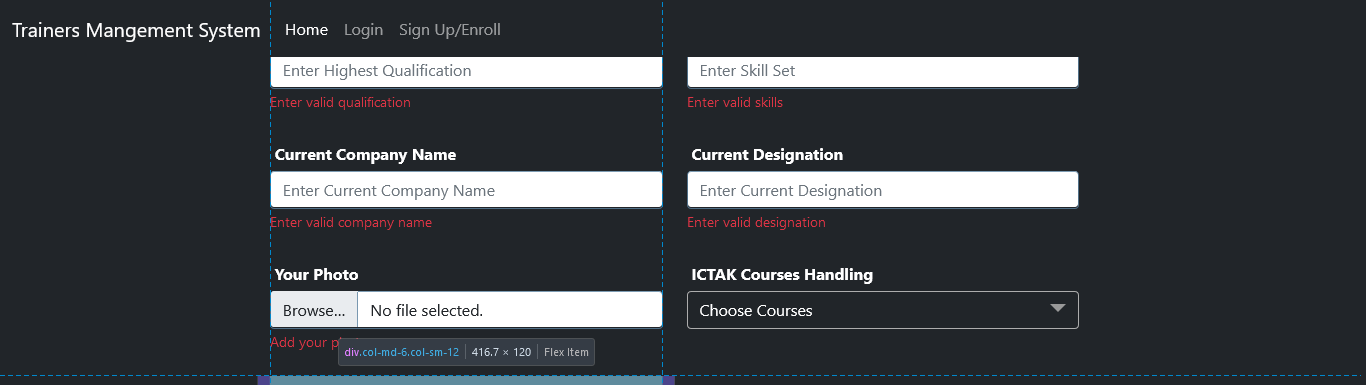 Trainers Mangement System Home Login Sign Up/Enroll
Enter Highest Qualification Enter Skill Set
Enter valid qualification Enter valid skills
Current Company Name Current Designation
Enter Current Company Name Enter Current Designation
Enter valid company name Enter valid designation
Your Photo ICTAK Courses Handling
Browse... No file selected. Choose Courses
Add your
div.col-md-6.col-sm-12 416.7 × 120 Flex Item